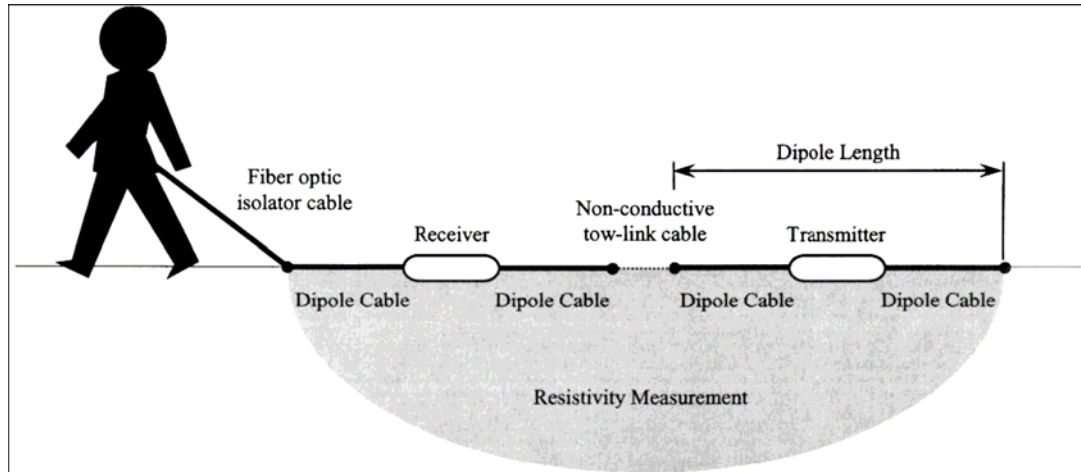 Dipole Length
Fiber optic
isolator cable
Non-conductive
tow-link cable
Receiver
Transmitter
Dipole Cable
Dipole Cable
Dipole Cable
Dipole Cable
Resistivity Measurement